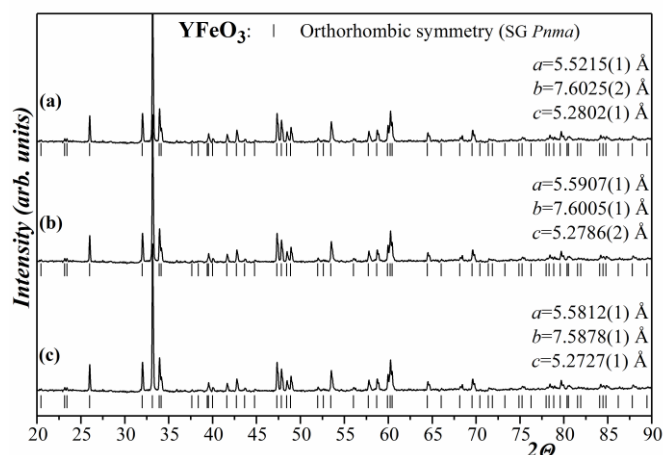 YFeO₃: | Orthorhombic symmetry (SG Pnma)
Intensity (arb. units)
(a)
a=5.5215(1) Å
b=7.6025(2) Å
c=5.2802(1) Å
(b)
a=5.5907(1) Å
b=7.6005(1) Å
c=5.2786(2) Å
(c)
a=5.5812(1) Å
b=7.5878(1) Å
c=5.2727(1) Å
20 25 30 35 40 45 50 55 60 65 70 75 80 85 90
2Θ